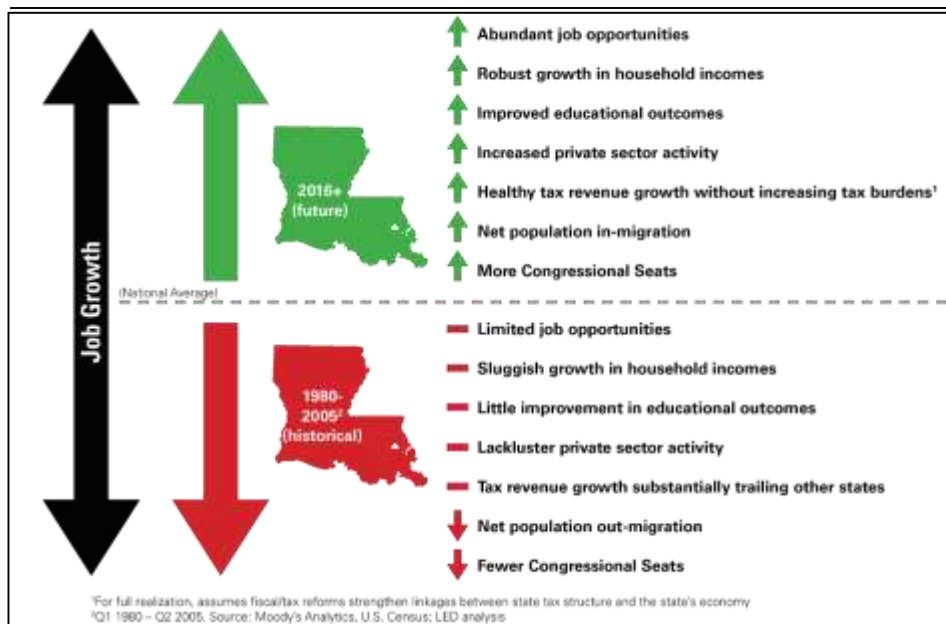 Job Growth
2016+
(future)
Abundant job opportunities
Robust growth in household incomes
Improved educational outcomes
Increased private sector activity
Healthy tax revenue growth without increasing tax burdens¹
Net population in-migration
More Congressional Seats
(National Average)
1980-
2005²
(historical)
Limited job opportunities
Sluggish growth in household incomes
Little improvement in educational outcomes
Lackluster private sector activity
Tax revenue growth substantially trailing other states
Net population out-migration
Fewer Congressional Seats
¹For full realization, assumes fiscal/tax reforms strengthen linkages between state tax structure and the state's economy
²Q1 1980 – Q2 2005. Source: Moody's Analytics, U.S. Census; LED analysis